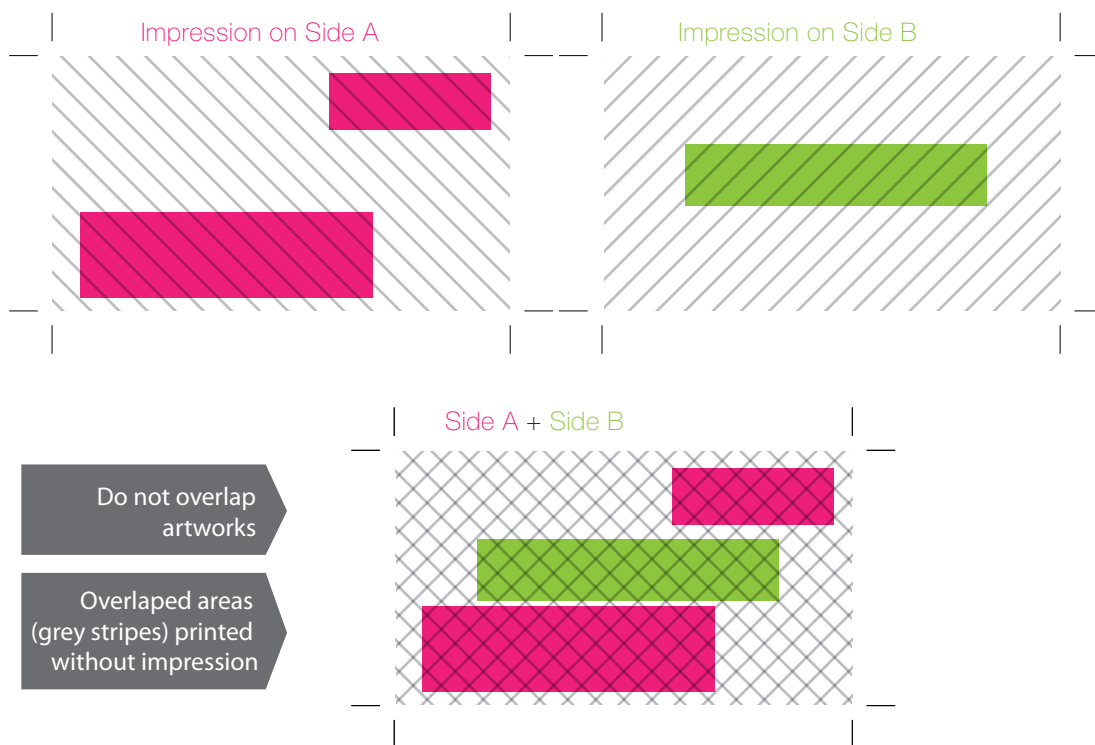 Impression on Side A
Impression on Side B
Side A + Side B
Do not overlap
artworks
Overlaped areas
(grey stripes) printed
without impression